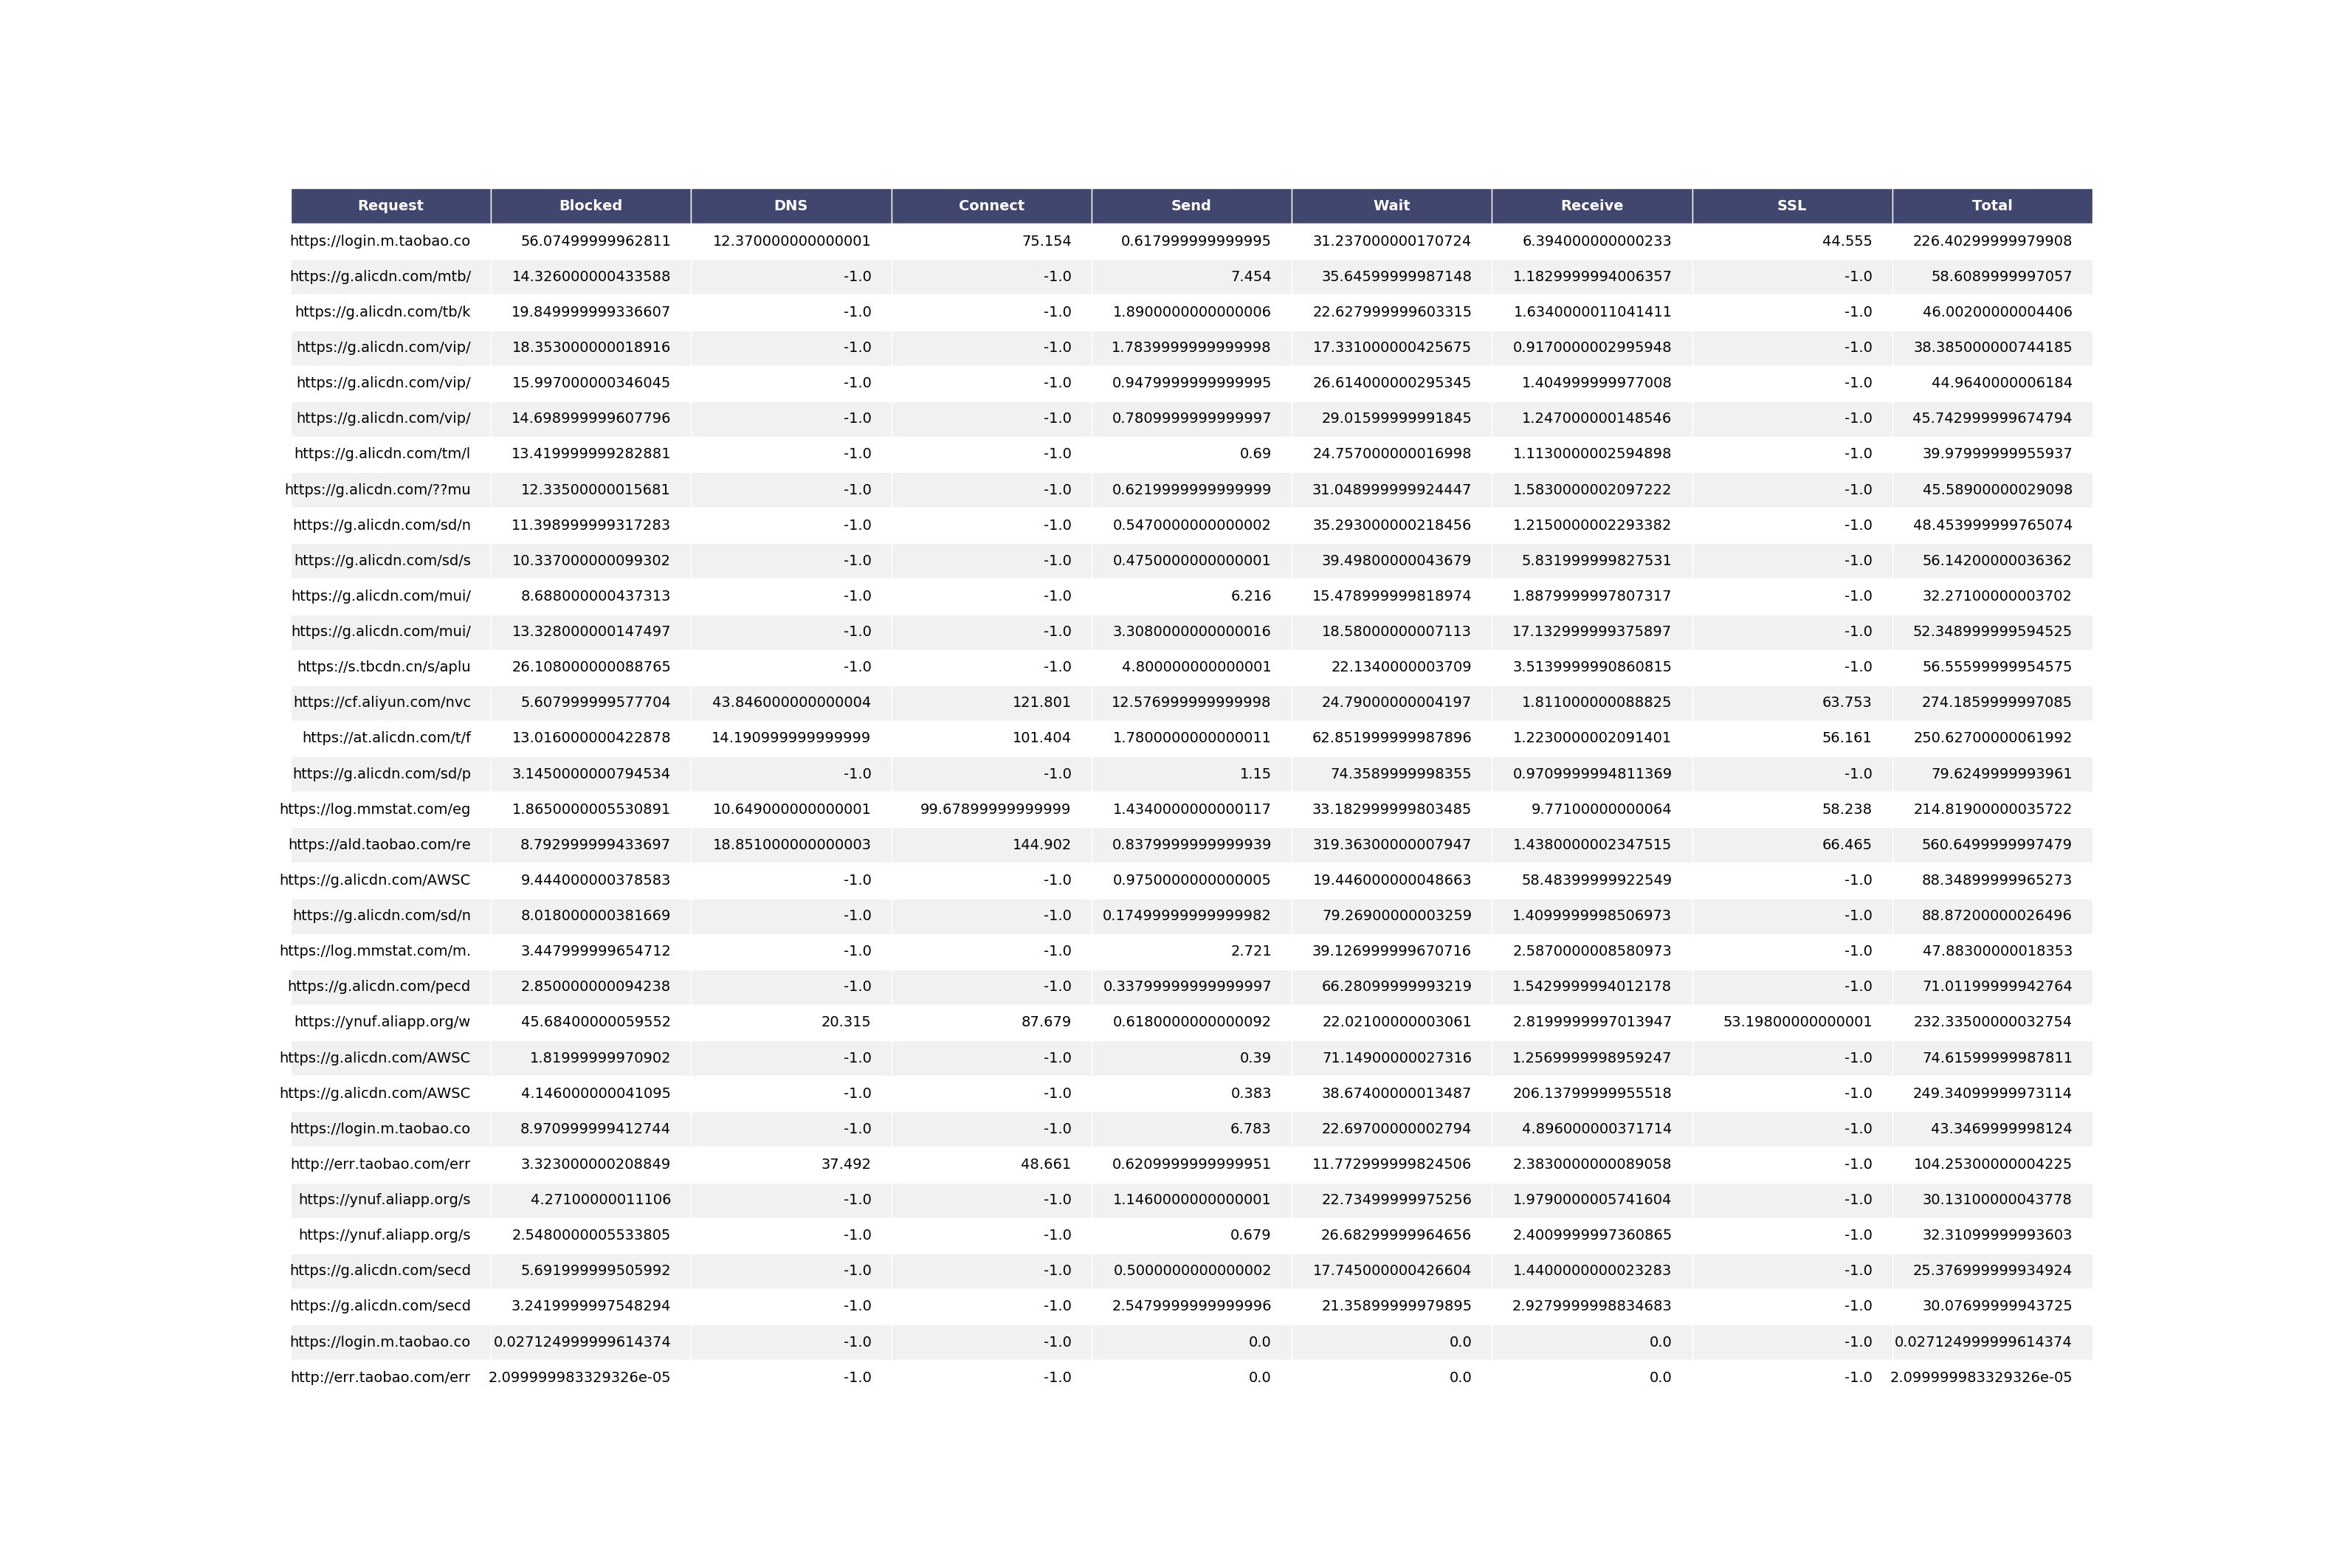 Request Blocked DNS Connect Send Wait Receive SSL Total
https://login.m.taobao.co 56.07499999962811 12.370000000000001 75.154 0.617999999999995 31.237000000170724 6.394000000000233 44.555 226.40299999979908
https://g.alicdn.com/mtb/ 14.326000000433588 -1.0 -1.0 7.454 35.64599999987148 1.1829999994006357 -1.0 58.6089999997057
https://g.alicdn.com/tb/k 19.849999999336607 -1.0 -1.0 1.8900000000000006 22.627999999603315 1.6340000011041411 -1.0 46.00200000004406
https://g.alicdn.com/vip/ 18.353000000018916 -1.0 -1.0 1.7839999999999998 17.331000000425675 0.9170000002995948 -1.0 38.385000000744185
https://g.alicdn.com/vip/ 15.997000000346045 -1.0 -1.0 0.9479999999999995 26.614000000295345 1.404999999977008 -1.0 44.9640000006184
https://g.alicdn.com/vip/ 14.698999999607796 -1.0 -1.0 0.7809999999999997 29.01599999991845 1.247000000148546 -1.0 45.742999999674794
https://g.alicdn.com/tm/l 13.419999999282881 -1.0 -1.0 0.69 24.757000000016998 1.1130000002594898 -1.0 39.97999999955937
https://g.alicdn.com/??mu 12.33500000015681 -1.0 -1.0 0.6219999999999999 31.048999999924447 1.5830000002097222 -1.0 45.58900000029098
https://g.alicdn.com/sd/n 11.398999999317283 -1.0 -1.0 0.5470000000000002 35.293000000218456 1.2150000002293382 -1.0 48.453999999765074
https://g.alicdn.com/sd/s 10.337000000099302 -1.0 -1.0 0.4750000000000001 39.49800000043679 5.831999999827531 -1.0 56.14200000036362
https://g.alicdn.com/mui/ 8.688000000437313 -1.0 -1.0 6.216 15.478999999818974 1.8879999997807317 -1.0 32.27100000003702
https://g.alicdn.com/mui/ 13.328000000147497 -1.0 -1.0 3.3080000000000016 18.58000000007113 17.132999999375897 -1.0 52.348999999594525
https://s.tbcdn.cn/s/aplu 26.108000000088765 -1.0 -1.0 4.800000000000001 22.1340000003709 3.5139999990860815 -1.0 56.55599999954575
https://cf.aliyun.com/nvc 5.607999999577704 43.846000000000004 121.801 12.576999999999998 24.79000000004197 1.811000000088825 63.753 274.1859999997085
https://at.alicdn.com/t/f 13.016000000422878 14.190999999999999 101.404 1.7800000000000011 62.851999999987896 1.2230000002091401 56.161 250.62700000061992
https://g.alicdn.com/sd/p 3.1450000000794534 -1.0 -1.0 1.15 74.3589999998355 0.9709999994811369 -1.0 79.6249999993961
https://log.mmstat.com/eg 1.8650000005530891 10.649000000000001 99.67899999999999 1.4340000000000117 33.182999999803485 9.77100000000064 58.238 214.81900000035722
https://ald.taobao.com/re 8.792999999433697 18.851000000000003 144.902 0.8379999999999939 319.36300000007947 1.4380000002347515 66.465 560.6499999997479
https://g.alicdn.com/AWSC 9.444000000378583 -1.0 -1.0 0.9750000000000005 19.446000000048663 58.48399999922549 -1.0 88.34899999965273
https://g.alicdn.com/sd/n 8.018000000381669 -1.0 -1.0 0.17499999999999982 79.26900000003259 1.4099999998506973 -1.0 88.87200000026496
https://log.mmstat.com/m. 3.447999999654712 -1.0 -1.0 2.721 39.126999999670716 2.5870000008580973 -1.0 47.88300000018353
https://g.alicdn.com/pecd 2.850000000094238 -1.0 -1.0 0.33799999999999997 66.28099999993219 1.5429999994012178 -1.0 71.01199999942764
https://ynuf.aliapp.org/w 45.68400000059552 20.315 87.679 0.6180000000000092 22.02100000003061 2.8199999997013947 53.19800000000001 232.33500000032754
https://g.alicdn.com/AWSC 1.81999999970902 -1.0 -1.0 0.39 71.14900000027316 1.2569999998959247 -1.0 74.61599999987811
https://g.alicdn.com/AWSC 4.146000000041095 -1.0 -1.0 0.383 38.67400000013487 206.13799999955518 -1.0 249.34099999973114
https://login.m.taobao.co 8.970999999412744 -1.0 -1.0 6.783 22.69700000002794 4.896000000371714 -1.0 43.3469999998124
http://err.taobao.com/err 3.323000000208849 37.492 48.661 0.6209999999999951 11.772999999824506 2.3830000000089058 -1.0 104.25300000004225
https://ynuf.aliapp.org/s 4.27100000011106 -1.0 -1.0 1.1460000000000001 22.73499999975256 1.9790000005741604 -1.0 30.13100000043778
https://ynuf.aliapp.org/s 2.5480000005533805 -1.0 -1.0 0.679 26.68299999964656 2.4009999997360865 -1.0 32.31099999993603
https://g.alicdn.com/secd 5.691999999505992 -1.0 -1.0 0.5000000000000002 17.745000000426604 1.4400000000023283 -1.0 25.376999999934924
https://g.alicdn.com/secd 3.2419999997548294 -1.0 -1.0 2.5479999999999996 21.35899999979895 2.9279999998834683 -1.0 30.07699999943725
https://login.m.taobao.co 0.027124999999614374 -1.0 -1.0 0.0 0.0 0.0 -1.0 0.027124999999614374
http://err.taobao.com/err 2.099999983329326e-05 -1.0 -1.0 0.0 0.0 0.0 -1.0 2.099999983329326e-05